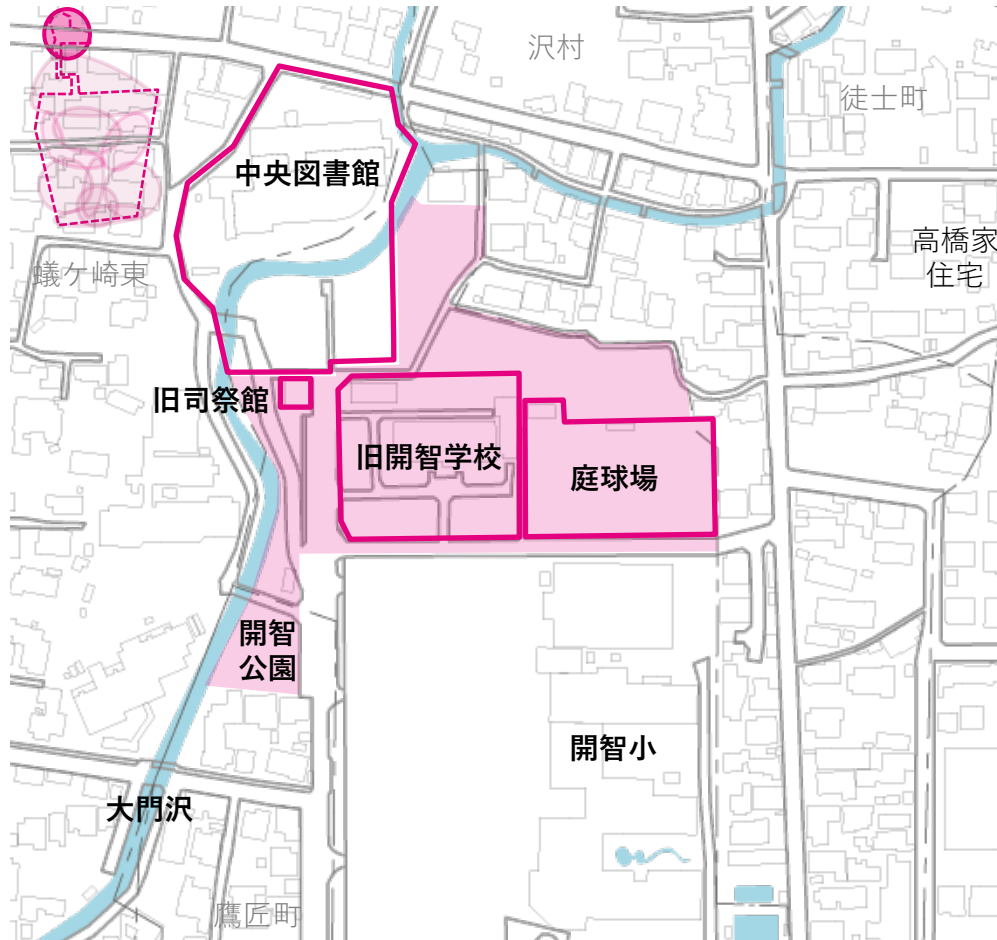 沢村
徒士町
中央図書館
高橋家
住宅
蟻ケ崎東
旧司祭館
旧開智学校
庭球場
開智
公園
開智小
大門沢
鷹匠町